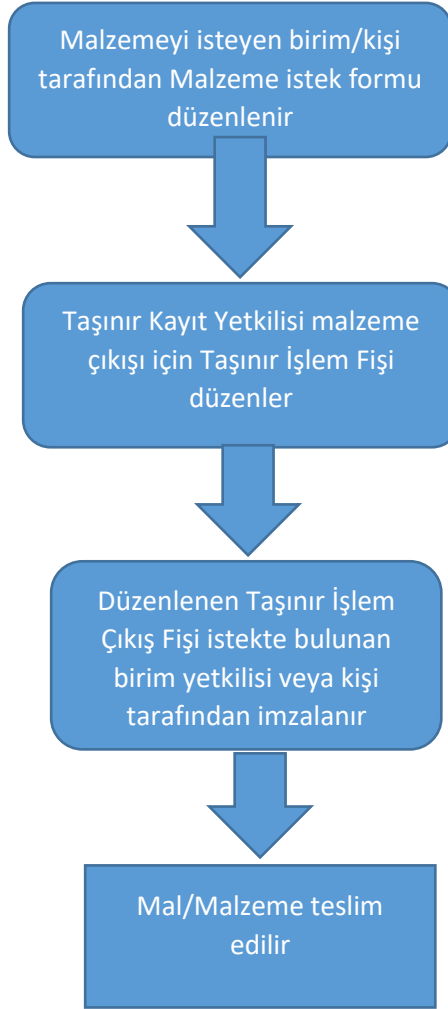 Malzemeyi isteyen birim/kişi
tarafından Malzeme istek formu
düzenlenir
Taşınır Kayıt Yetkilisi malzeme
çıkışı için Taşınır İşlem Fişi
düzenler
Düzenlenen Taşınır İşlem
Çıkış Fişi istekte bulunan
birim yetkilisi veya kişi
tarafından imzalanır
Mal/Malzeme teslim
edilir